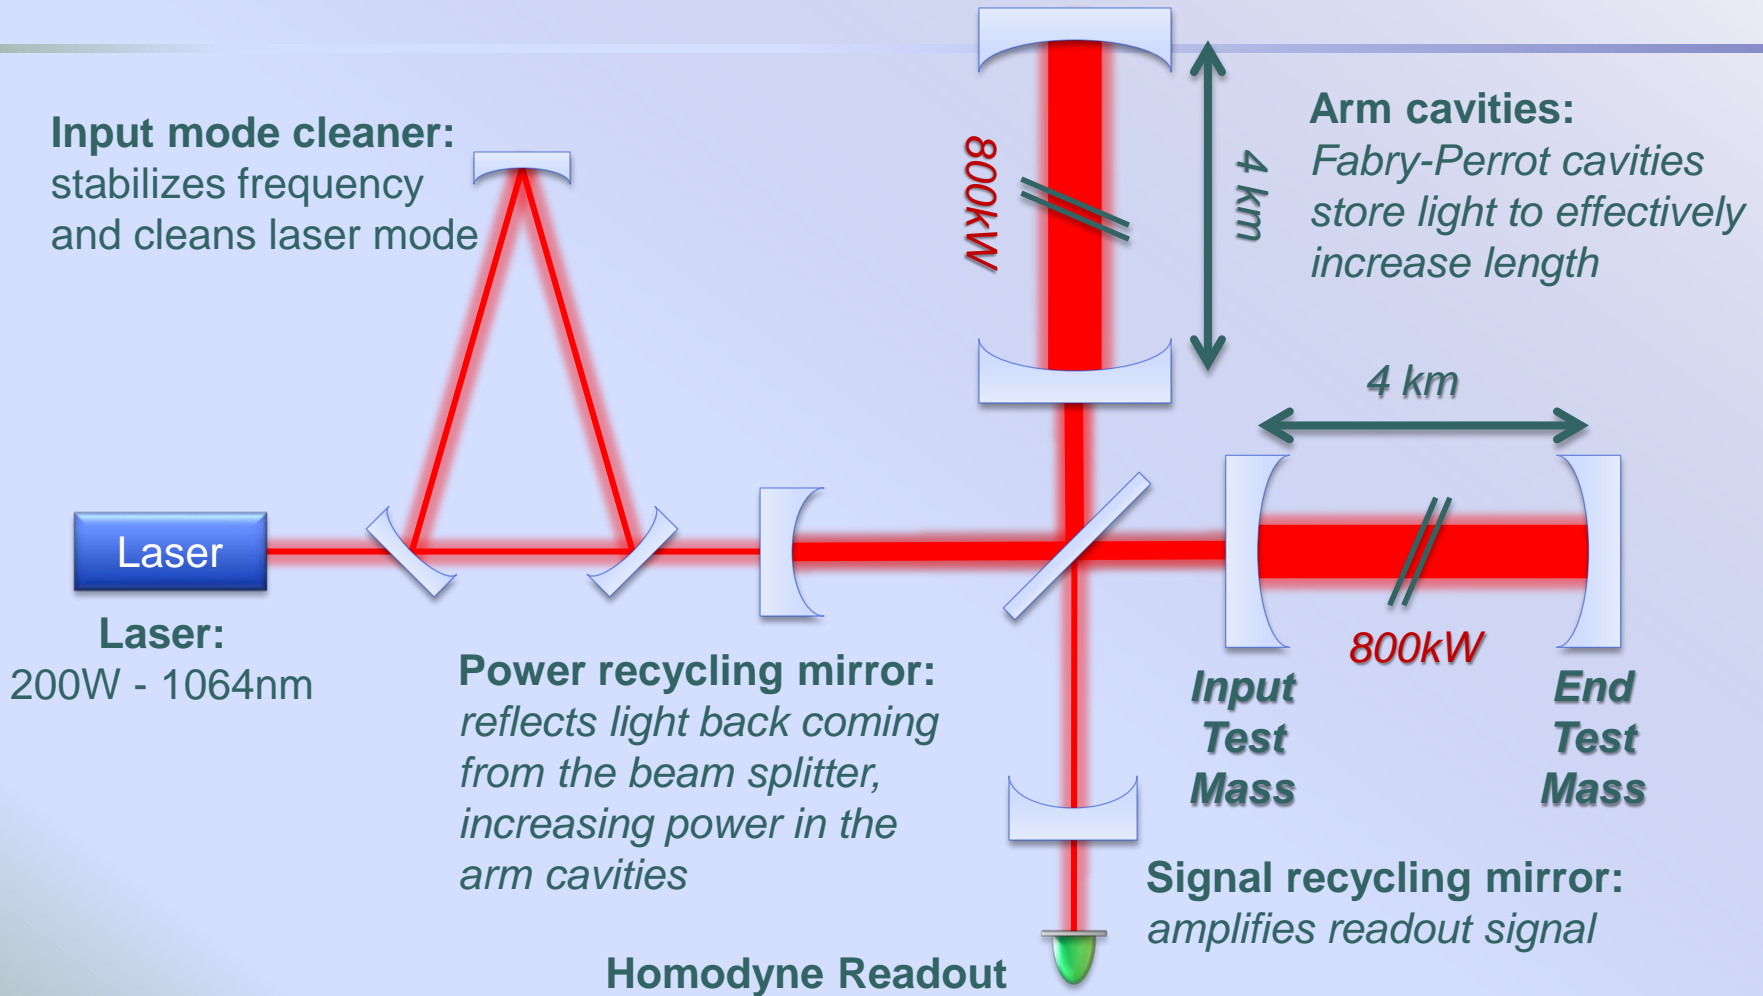 Input mode cleaner:
stabilizes frequency
and cleans laser mode
800kW
4 km
Arm cavities:
Fabry-Perrot cavities
store light to effectively
increase length
4 km
Laser
Laser:
200W - 1064nm
Power recycling mirror:
reflects light back coming
from the beam splitter,
increasing power in the
arm cavities
800kW
Input
Test
Mass
End
Test
Mass
Signal recycling mirror:
amplifies readout signal
Homodyne Readout